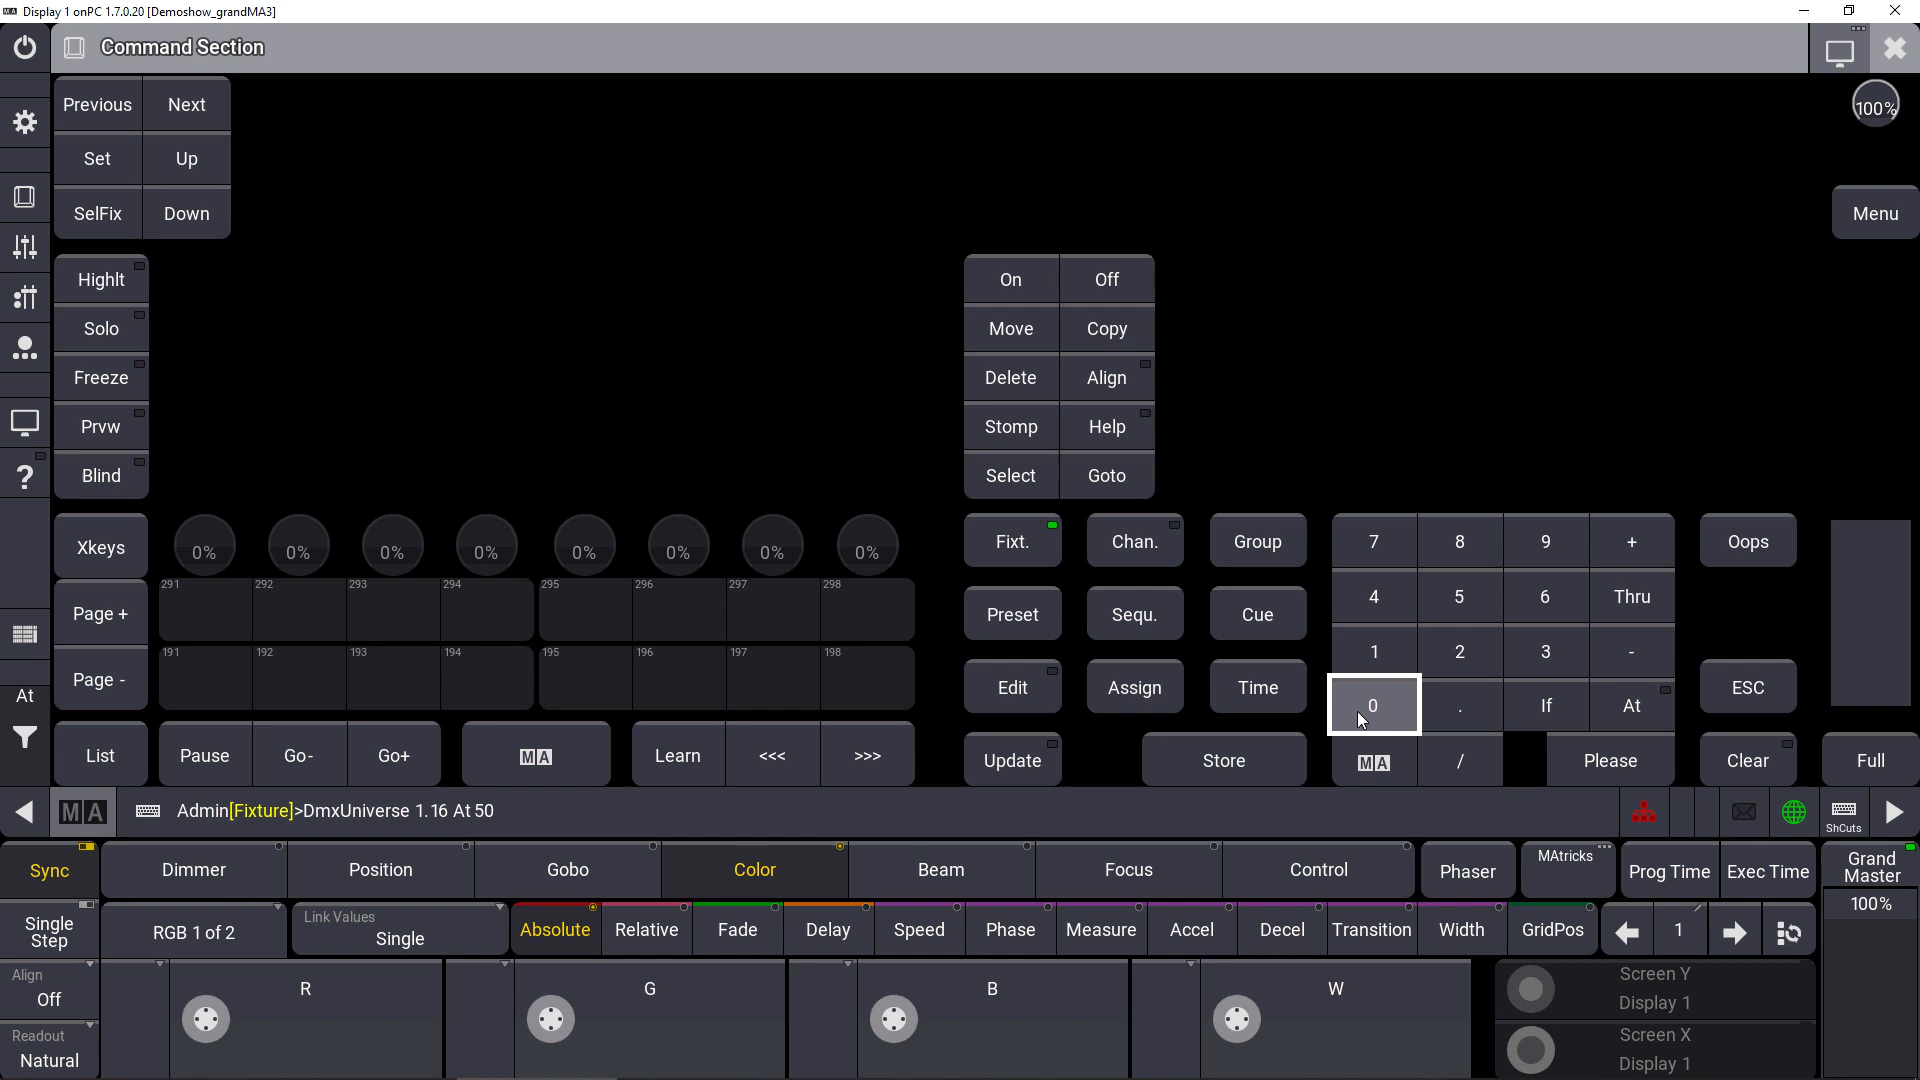 Display 1 onPC 1.7.0.20 [Demoshow_grandMA3]
Command Section
Previous Next
100%
Set Up
SelFix Down
Menu
Highlt
On Off
Solo
Move Copy
Freeze
Delete Align
Prvw
Stomp Help
Blind
Select Goto
Xkeys
0% 0% 0% 0% 0% 0% 0% 0%
Fixt. Chan. Group 7 8 9 + Oops
291 292 293 294 295 296 297 298
Page +
Preset Sequ. Cue 4 5 6 Thru
191 192 193 194 195 196 197 198
1 2 3 -
Page -
At
Edit Assign Time 0 . If At ESC
List Pause Go- Go+ MA Learn <<< >>>
Update Store MA / Please Clear Full
MA Admin[Fixture]>DmxUniverse 1.16 At 50
ShCuts
Sync Dimmer Position Gobo Color Beam Focus Control Phaser MAtricks Prog Time Exec Time
Grand
Master
100%
Single
Step
RGB 1 of 2
Link Values
Single
Absolute Relative Fade Delay Speed Phase Measure Accel Decel Transition Width GridPos 1
Align
Off
R G B W
Screen Y
Display 1
Readout
Natural
Screen X
Display 1